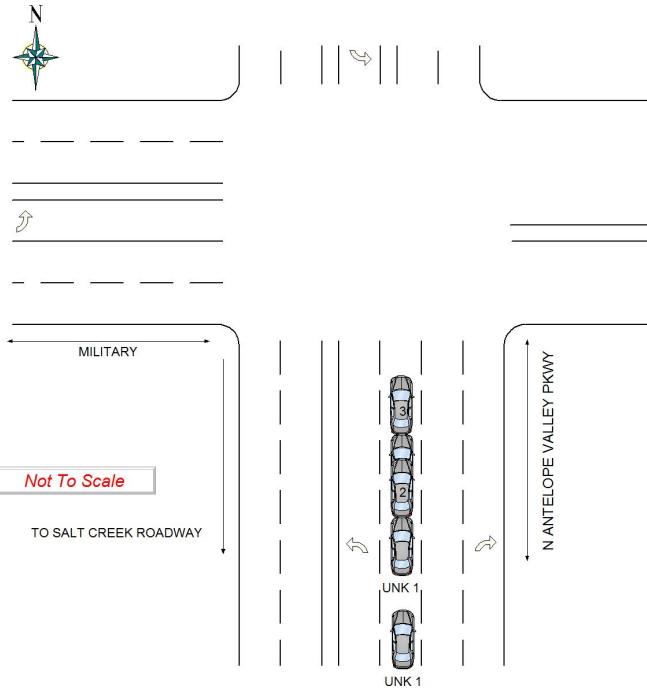 N
MILITARY
N ANTELOPE VALLEY PKWY
3
Not To Scale
2
TO SALT CREEK ROADWAY
UNK 1
UNK 1